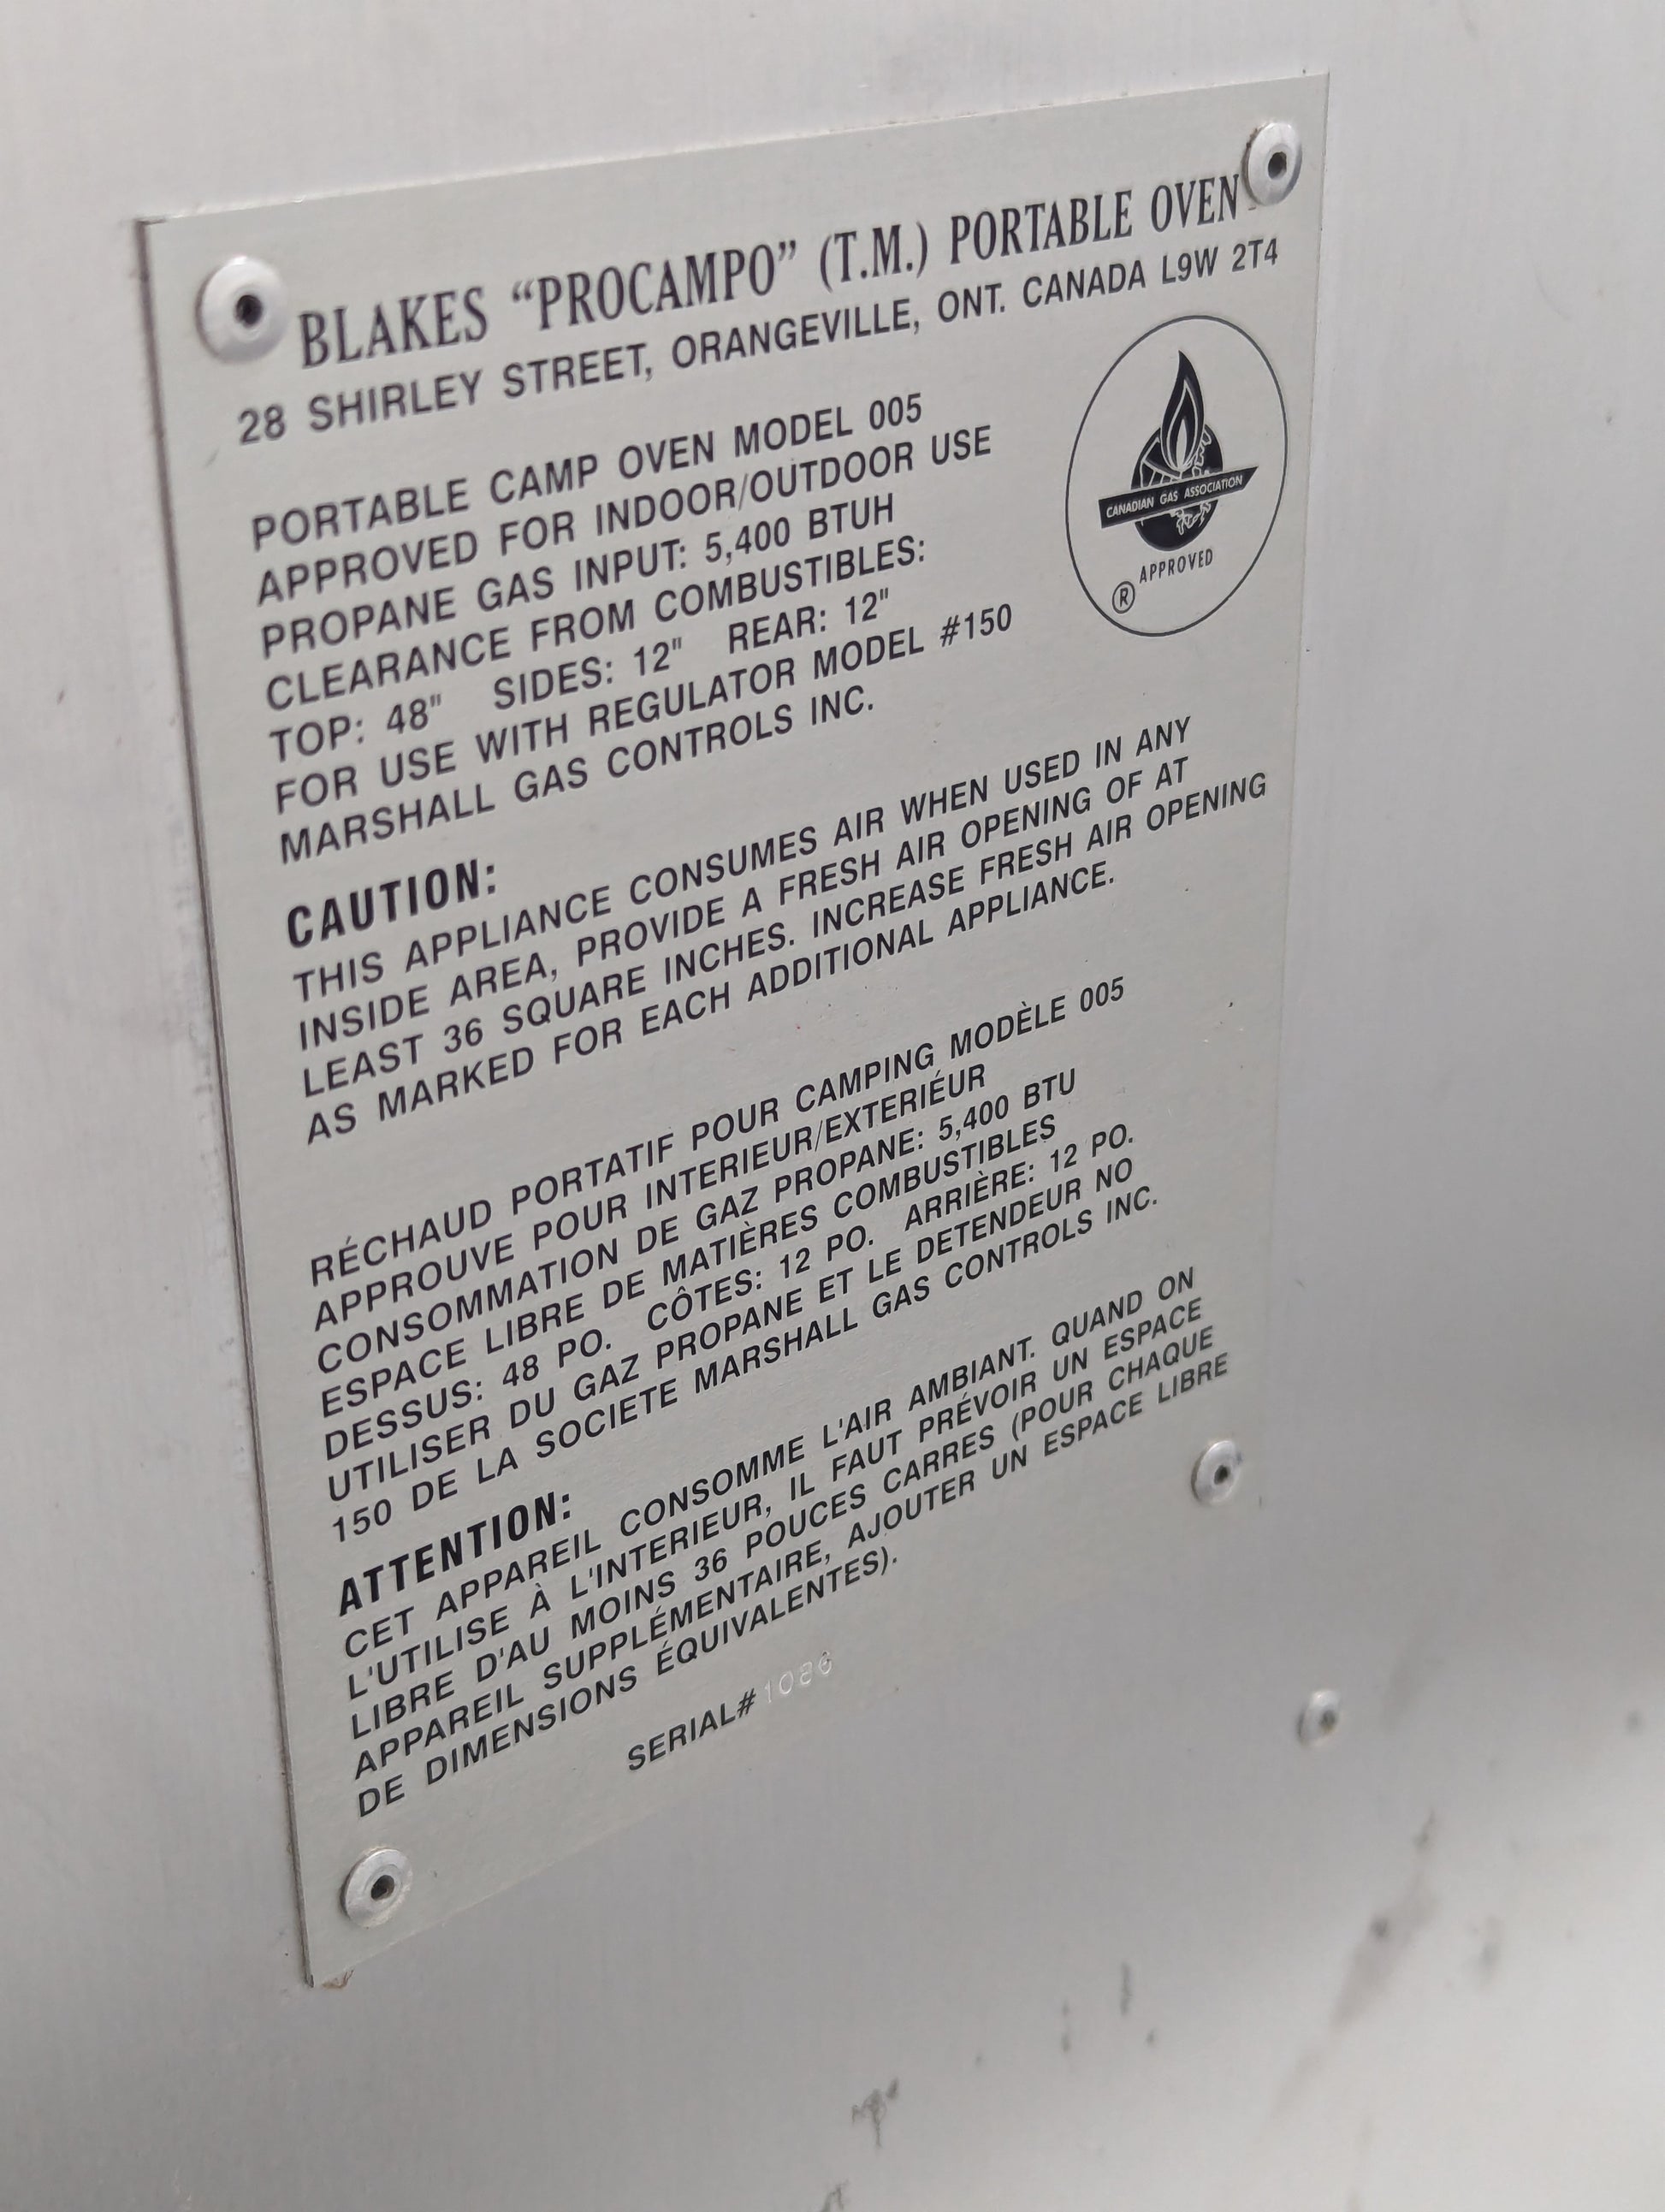 BLAKES “PROCAMPO” (T.M.) PORTABLE OVEN
28 SHIRLEY STREET, ORANGEVILLE, ONT. CANADA L9W 2T4
PORTABLE CAMP OVEN MODEL 005
APPROVED FOR INDOOR/OUTDOOR USE
PROPANE GAS INPUT: 5,400 BTUH
CLEARANCE FROM COMBUSTIBLES:
TOP: 48" SIDES: 12" REAR: 12"
FOR USE WITH REGULATOR MODEL #150
MARSHALL GAS CONTROLS INC.
CANADIAN GAS ASSOCIATION
APPROVED
®
CAUTION:
THIS APPLIANCE CONSUMES AIR WHEN USED IN ANY
INSIDE AREA, PROVIDE A FRESH AIR OPENING OF AT
LEAST 36 SQUARE INCHES. INCREASE FRESH AIR OPENING
AS MARKED FOR EACH ADDITIONAL APPLIANCE.
RÉCHAUD PORTATIF POUR CAMPING MODÈLE 005
APPROUVE POUR INTERIEUR/EXTERIÉUR
CONSOMMATION DE GAZ PROPANE: 5,400 BTU
ESPACE LIBRE DE MATIÈRES COMBUSTIBLES
DESSUS: 48 PO. CÔTES: 12 PO. ARRIÈRE: 12 PO.
UTILISER DU GAZ PROPANE ET LE DETENDEUR NO
150 DE LA SOCIETE MARSHALL GAS CONTROLS INC.
ATTENTION:
CET APPAREIL CONSOMME L'AIR AMBIANT. QUAND ON
L'UTILISE À L'INTERIEUR, IL FAUT PRÉVOIR UN ESPACE
LIBRE D'AU MOINS 36 POUCES CARRES (POUR CHAQUE
APPAREIL SUPPLÉMENTAIRE, AJOUTER UN ESPACE LIBRE
DE DIMENSIONS ÉQUIVALENTES).
SERIAL# 1086